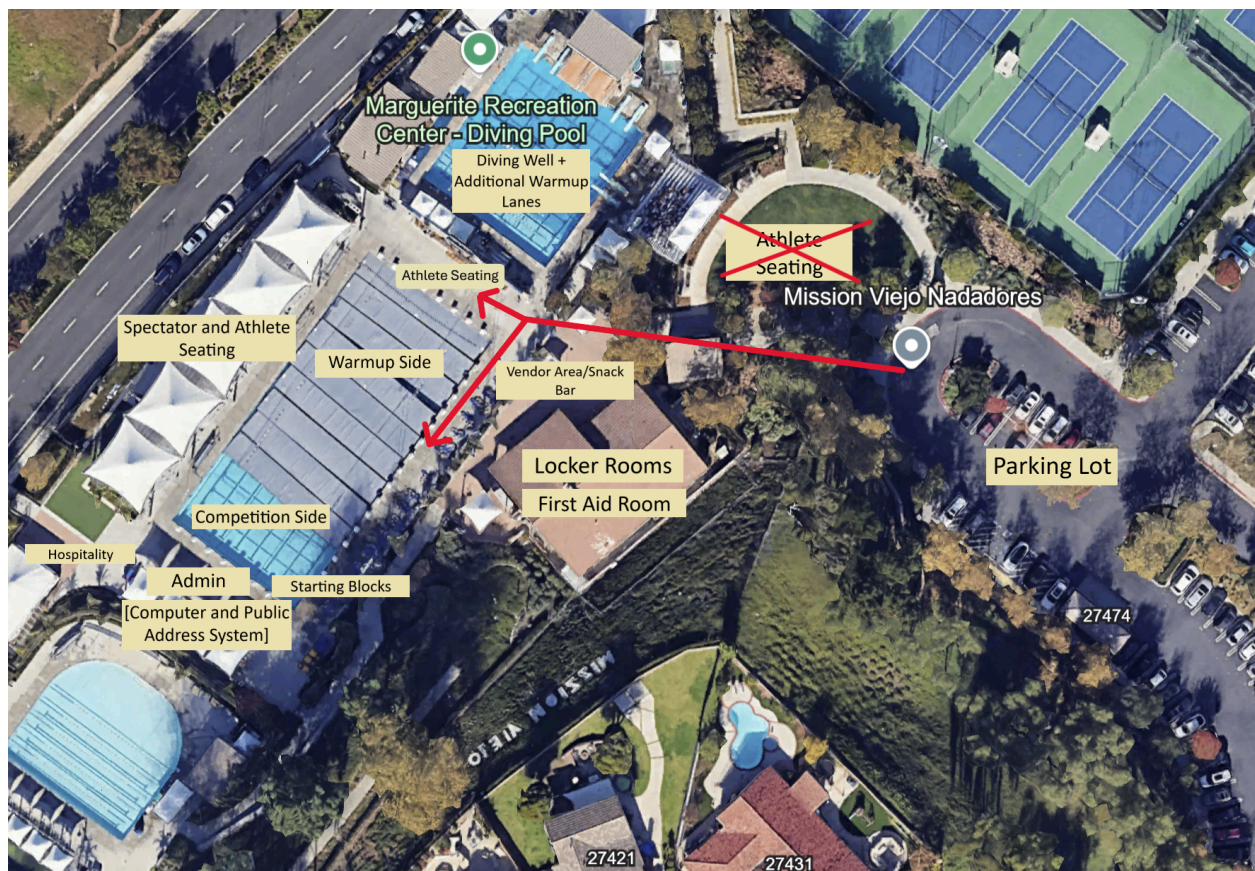 Marguerite Recreation
Center - Diving Pool
Diving Well +
Additional Warmup
Lanes
Athlete
Seating
Athlete Seating
Mission Viejo Nadadores
Spectator and Athlete
Seating
Warmup Side
Vendor Area/Snack
Bar
Locker Rooms
First Aid Room
Parking Lot
Competition Side
Hospitality
Admin
Starting Blocks
[Computer and Public
Address System]
27474
27421
27431